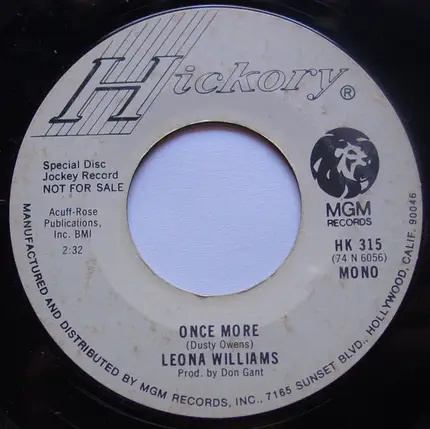 Hickory ®
Special Disc
Jockey Record
NOT FOR SALE
Acuff-Rose
Publications,
Inc. BMI
2:32
MGM
RECORDS
HK 315
(74 N 6056)
MONO
ONCE MORE
(Dusty Owens)
LEONA WILLIAMS
Prod. by Don Gant
MANUFACTURED AND DISTRIBUTED BY MGM RECORDS, INC., 7165 SUNSET BLVD., HOLLYWOOD, CALIF. 90046